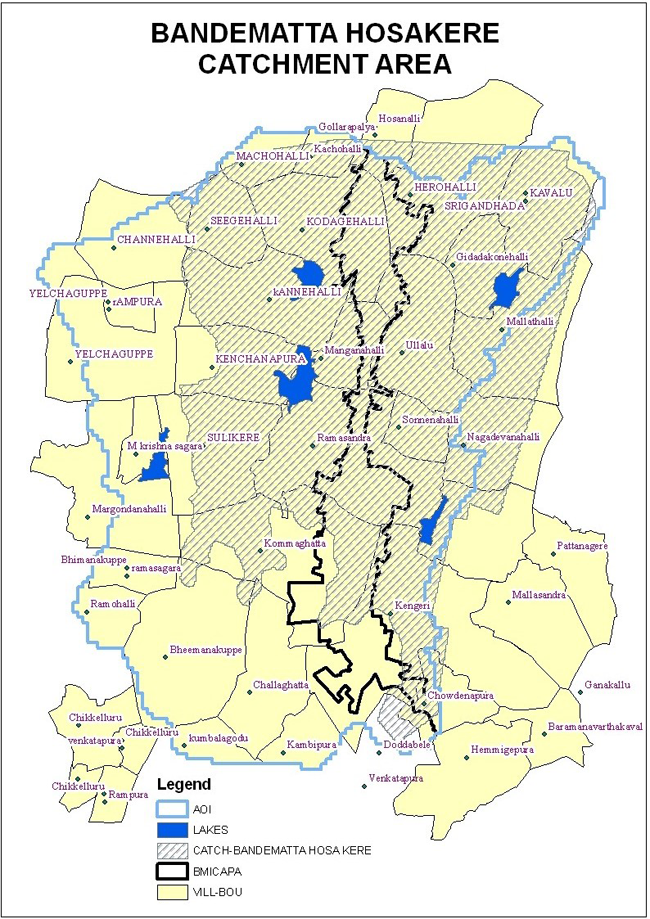 BANDEMATTA HOSAKERE
CATCHMENT AREA
Hosanalli
Gollarapalya
Kachohalli
MACHOHALLI
HEROHALLI
KAVALU
SRIGANDHADA
SEEGEHALLI
KODAGEHALLI
CHANNEHALLI
Gidadakonehalli
YELCHAGUPPE
rAMPURA
kANNEHALLI
Mallathalli
YELCHAGUPPE
KENCHANAPURA
Manganahalli
Ullalu
Sonnenahalli
M krishna sagara
SULIKERE
Ramasandra
Nagadevanahalli
Margondanahalli
Kommaghatta
Pattanagere
Bhimanakuppe
ramasagara
Ramohalli
Kengeri
Mallasandra
Bheemanakuppe
Challaghatta
Chowdenapura
Ganakallu
Chikkelluru
Chikkelluru
venkatapura
kumbalagodu
Kambipura
Doddabele
Hemmigepura
Baramanavarthakaval
Chikkelluru
Rampura
Venkatapura
Legend
AOI
LAKES
CATCH-BANDEMATTA HOSA KERE
BMICAPA
VILL-BOU